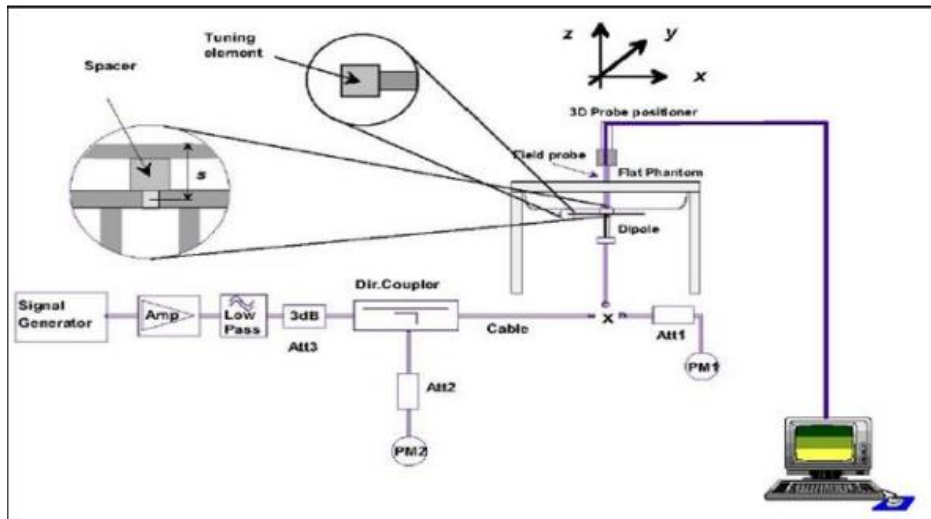 Tuning
element
Spacer
s
z
y
x
3D Probe positioner
Field probe
Flat Phantom
Dipole
Signal
Generator
Amp
Low
Pass
3dB
Att3
Dir.Coupler
Cable
x
Att1
PM1
Att2
PM2